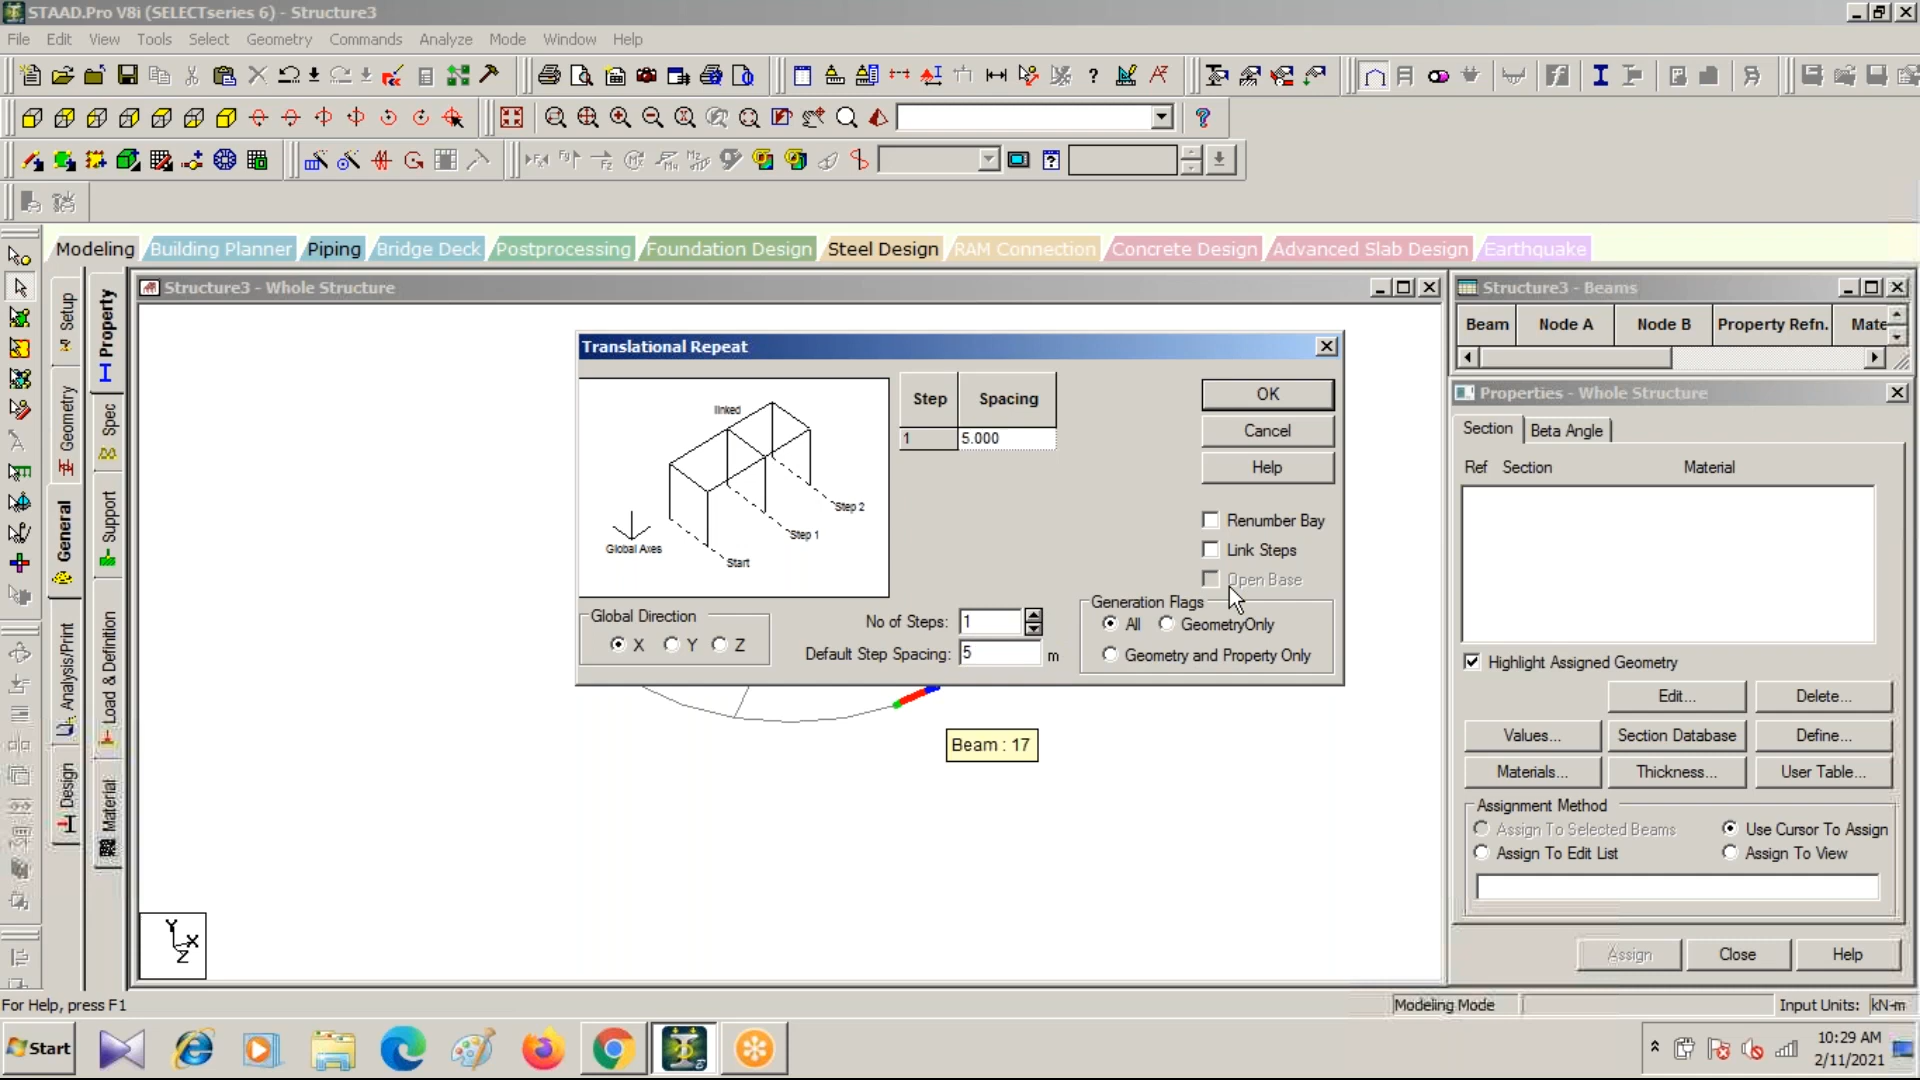 STAAD.Pro V8i (SELECTseries 6) - Structure3
File Edit View Tools Select Geometry Commands Analyze Mode Window Help
Modeling Building Planner Piping Bridge Deck Postprocessing Foundation Design Steel Design RAM Connection Concrete Design Advanced Slab Design Earthquake
Setup
Geometry
General
Analysis/Print
Design
Property
Spec
Support
Load & Definition
Material
Structure3 - Whole Structure
Translational Repeat
linked
Step 2
Step 1
Start
Global Axes
Step Spacing
1 5.000
OK
Cancel
Help
Renumber Bay
Link Steps
Open Base
Global Direction
X Y Z
No of Steps: 1
Default Step Spacing: 5 m
Generation Flags
All GeometryOnly
Geometry and Property Only
Beam : 17
Y
X
Z
Structure3 - Beams
Beam Node A Node B Property Refn. Mate
Properties - Whole Structure
Section Beta Angle
Ref Section Material
Highlight Assigned Geometry
Edit... Delete...
Values... Section Database Define...
Materials... Thickness... User Table...
Assignment Method
Assign To Selected Beams Use Cursor To Assign
Assign To Edit List Assign To View
Assign Close Help
For Help, press F1
Modeling Mode
Input Units: kN-m
Start
10:29 AM
2/11/2021